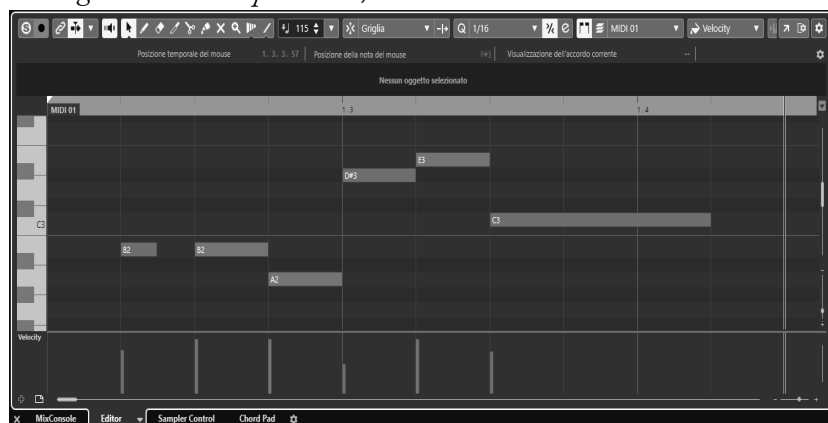 S 115 Griglia Q 1/16 MIDI 01 Velocity
Posizione temporale del mouse 1. 3. 3. 57 Posizione della nota del mouse F#3 Visualizzazione dell'accordo corrente --
Nessun oggetto selezionato
MIDI 01 1.3 1.4
E3
D#3
C3 C3
B2 B2
A2
Velocity
X MixConsole Editor Sampler Control Chord Pad